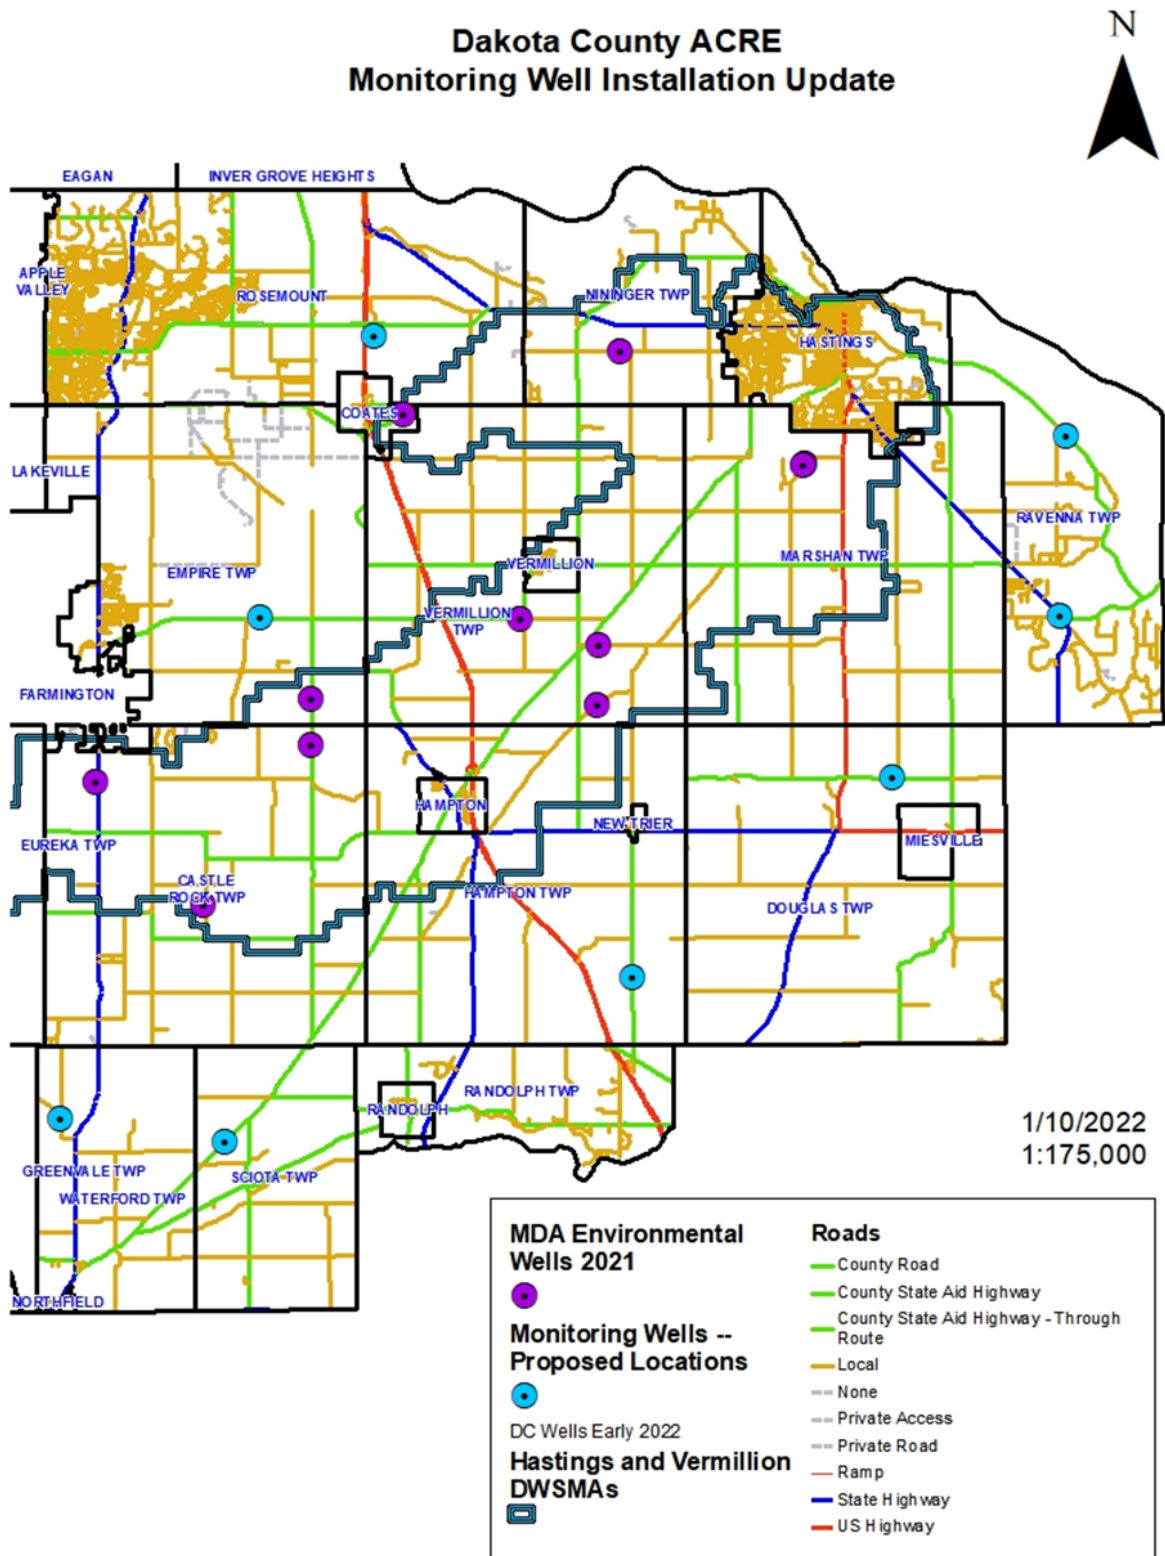 Dakota County ACRE
Monitoring Well Installation Update
N
EAGAN
INVER GROVE HEIGHTS
APPLE
VALLEY
ROSEMOUNT
NININGER TWP
HASTINGS
COATES
LAKEVILLE
RAVENNA TWP
EMPIRE TWP
VERMILLION
MARSHAN TWP
VERMILLION
TWP
FARMINGTON
HAMPTON
NEW TRIER
EUREKA TWP
MIESVILLE
CASTLE
ROCK TWP
HAMPTON TWP
DOUGLAS TWP
RANDOLPH TWP
RANDOLPH
1/10/2022
1:175,000
GREENVALE TWP
SCIOTA TWP
WATERFORD TWP
NORTHFIELD
MDA Environmental
Wells 2021
Monitoring Wells --
Proposed Locations
DC Wells Early 2022
Hastings and Vermillion
DWSMAs
Roads
County Road
County State Aid Highway
County State Aid Highway - Through
Route
Local
None
Private Access
Private Road
Ramp
State Highway
US Highway